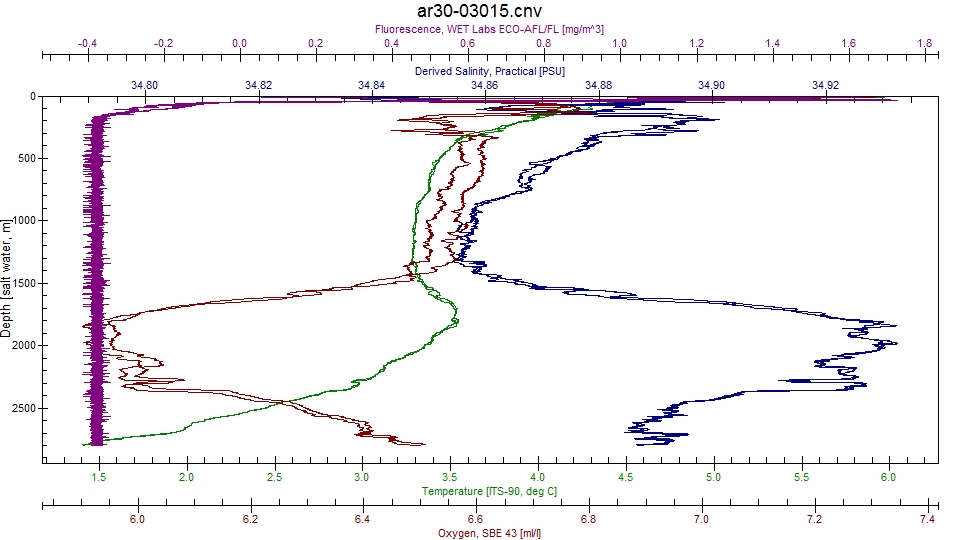 ar30-03015.cnv
Fluorescence, WET Labs ECO-AFL/FL [mg/m^3]
-0.4 -0.2 0.0 0.2 0.4 0.6 0.8 1.0 1.2 1.4 1.6 1.8
Derived Salinity, Practical [PSU]
34.80 34.82 34.84 34.86 34.88 34.90 34.92
0
500
1000
1500
2000
2500
Depth [salt water, m]
1.5 2.0 2.5 3.0 3.5 4.0 4.5 5.0 5.5 6.0
Temperature [ITS-90, deg C]
6.0 6.2 6.4 6.6 6.8 7.0 7.2 7.4
Oxygen, SBE 43 [ml/l]